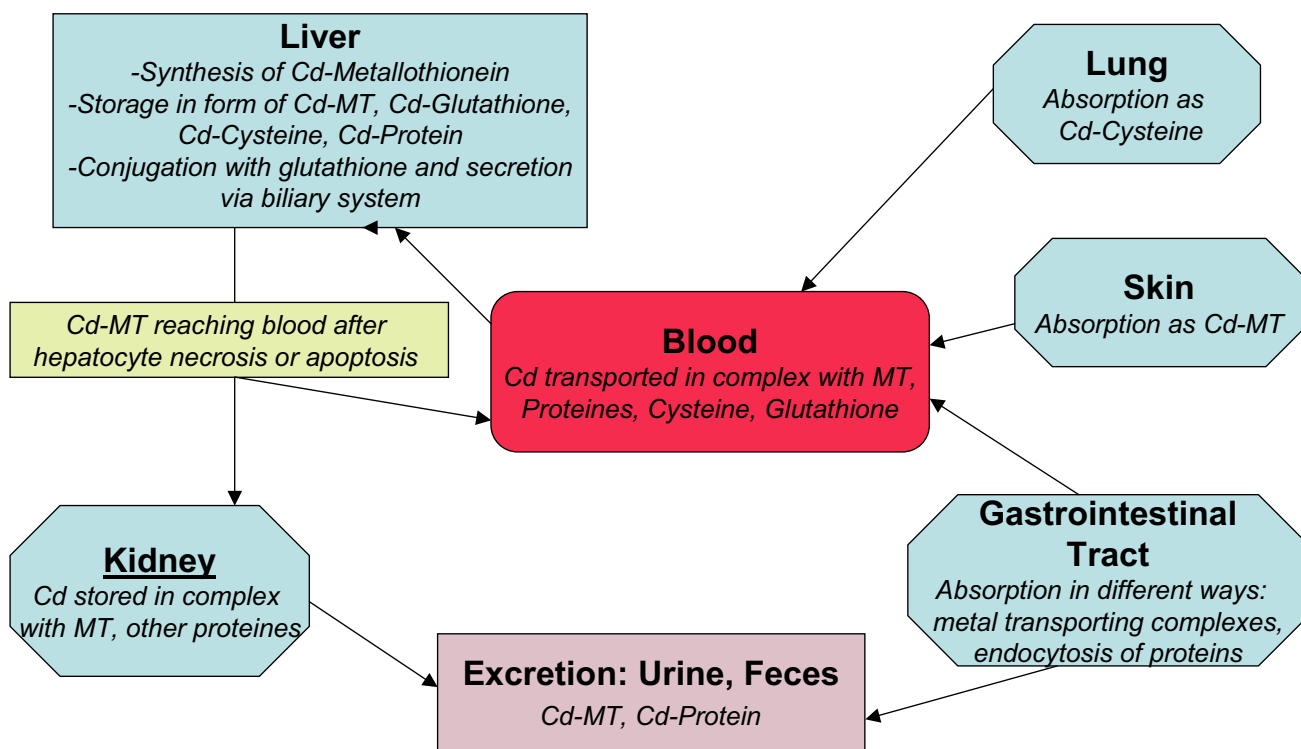 Liver
-Synthesis of Cd-Metallothionein
-Storage in form of Cd-MT, Cd-Glutathione,
Cd-Cysteine, Cd-Protein
-Conjugation with glutathione and secretion
via biliary system
Lung
Absorption as
Cd-Cysteine
Skin
Absorption as Cd-MT
Cd-MT reaching blood after
hepatocyte necrosis or apoptosis
Blood
Cd transported in complex with MT,
Proteines, Cysteine, Glutathione
Kidney
Cd stored in complex
with MT, other proteines
Gastrointestinal
Tract
Absorption in different ways:
metal transporting complexes,
endocytosis of proteins
Excretion: Urine, Feces
Cd-MT, Cd-Protein